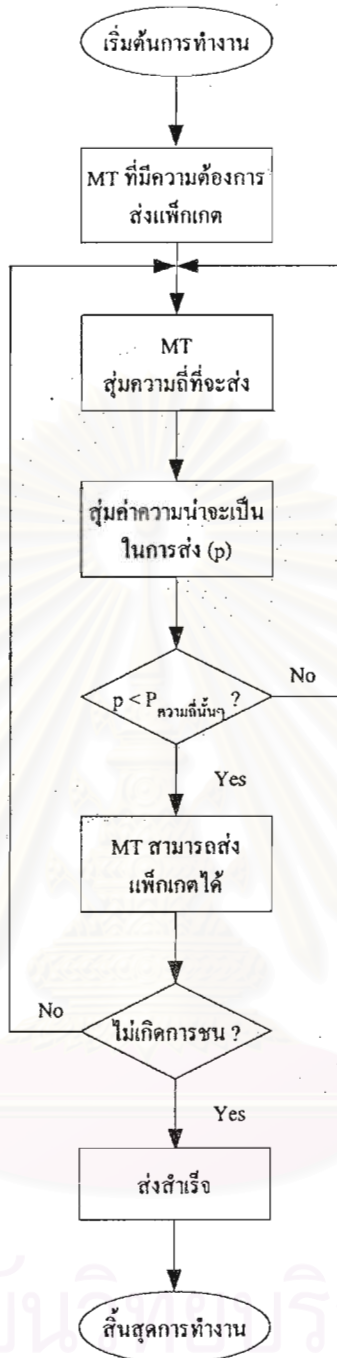 เริ่มต้นการทำงาน
MT ที่มีความต้องการ
ส่งแพ็กเกต
MT
สุ่มความถี่ที่จะส่ง
สุ่มค่าความน่าจะเป็น
ในการส่ง (p)
p < P ความถี่นั้นๆ ?
No
Yes
MT สามารถส่ง
แพ็กเกตได้
No
ไม่เกิดการชน ?
Yes
ส่งสำเร็จ
สิ้นสุดการทำงาน